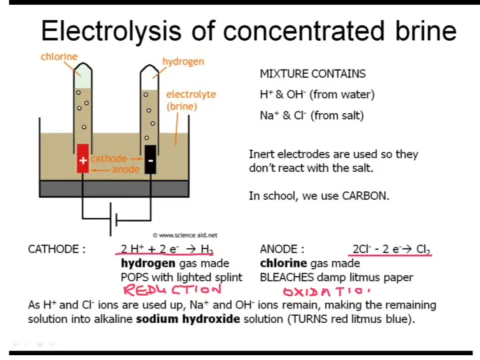 Electrolysis of concentrated brine
chlorine
hydrogen
electrolyte
(brine)
+
cathode
-
anode
© www.science aid.net
MIXTURE CONTAINS
H⁺ & OH⁻ (from water)
Na⁺ & Cl⁻ (from salt)
Inert electrodes are used so they
don't react with the salt.
In school, we use CARBON.
CATHODE : 2 H⁺ + 2 e⁻ → H₂
hydrogen gas made
POPS with lighted splint
REDUCTION
ANODE : 2Cl⁻ - 2 e⁻→ Cl₂
chlorine gas made
BLEACHES damp litmus paper
OXIDATIO
As H⁺ and Cl⁻ ions are used up, Na⁺ and OH⁻ ions remain, making the remaining
solution into alkaline sodium hydroxide solution (TURNS red litmus blue).